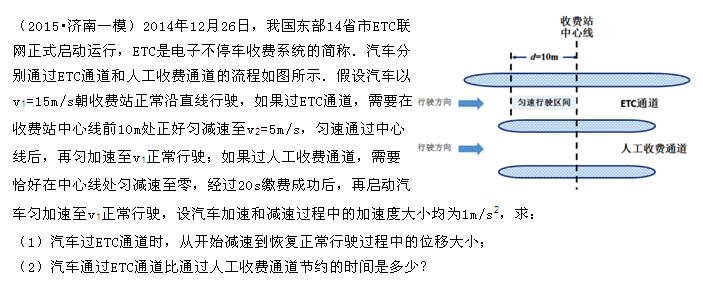 （2015•济南一模）2014年12月26日，我国东部14省市ETC联
网正式启动运行，ETC是电子不停车收费系统的简称．汽车分
别通过ETC通道和人工收费通道的流程如图所示．假设汽车以
v₁=15m/s朝收费站正常沿直线行驶，如果过ETC通道，需要在
收费站中心线前10m处正好匀减速至v₂=5m/s，匀速通过中心
线后，再匀加速至v₁正常行驶；如果过人工收费通道，需要
恰好在中心线处匀减速至零，经过20s缴费成功后，再启动汽
车匀加速至v₁正常行驶，设汽车加速和减速过程中的加速度大小均为1m/s²，求：
（1）汽车过ETC通道时，从开始减速到恢复正常行驶过程中的位移大小；
（2）汽车通过ETC通道比通过人工收费通道节约的时间是多少？
收费站
中心线
d=10m
行驶方向
匀速行驶区间
ETC通道
行驶方向
人工收费通道